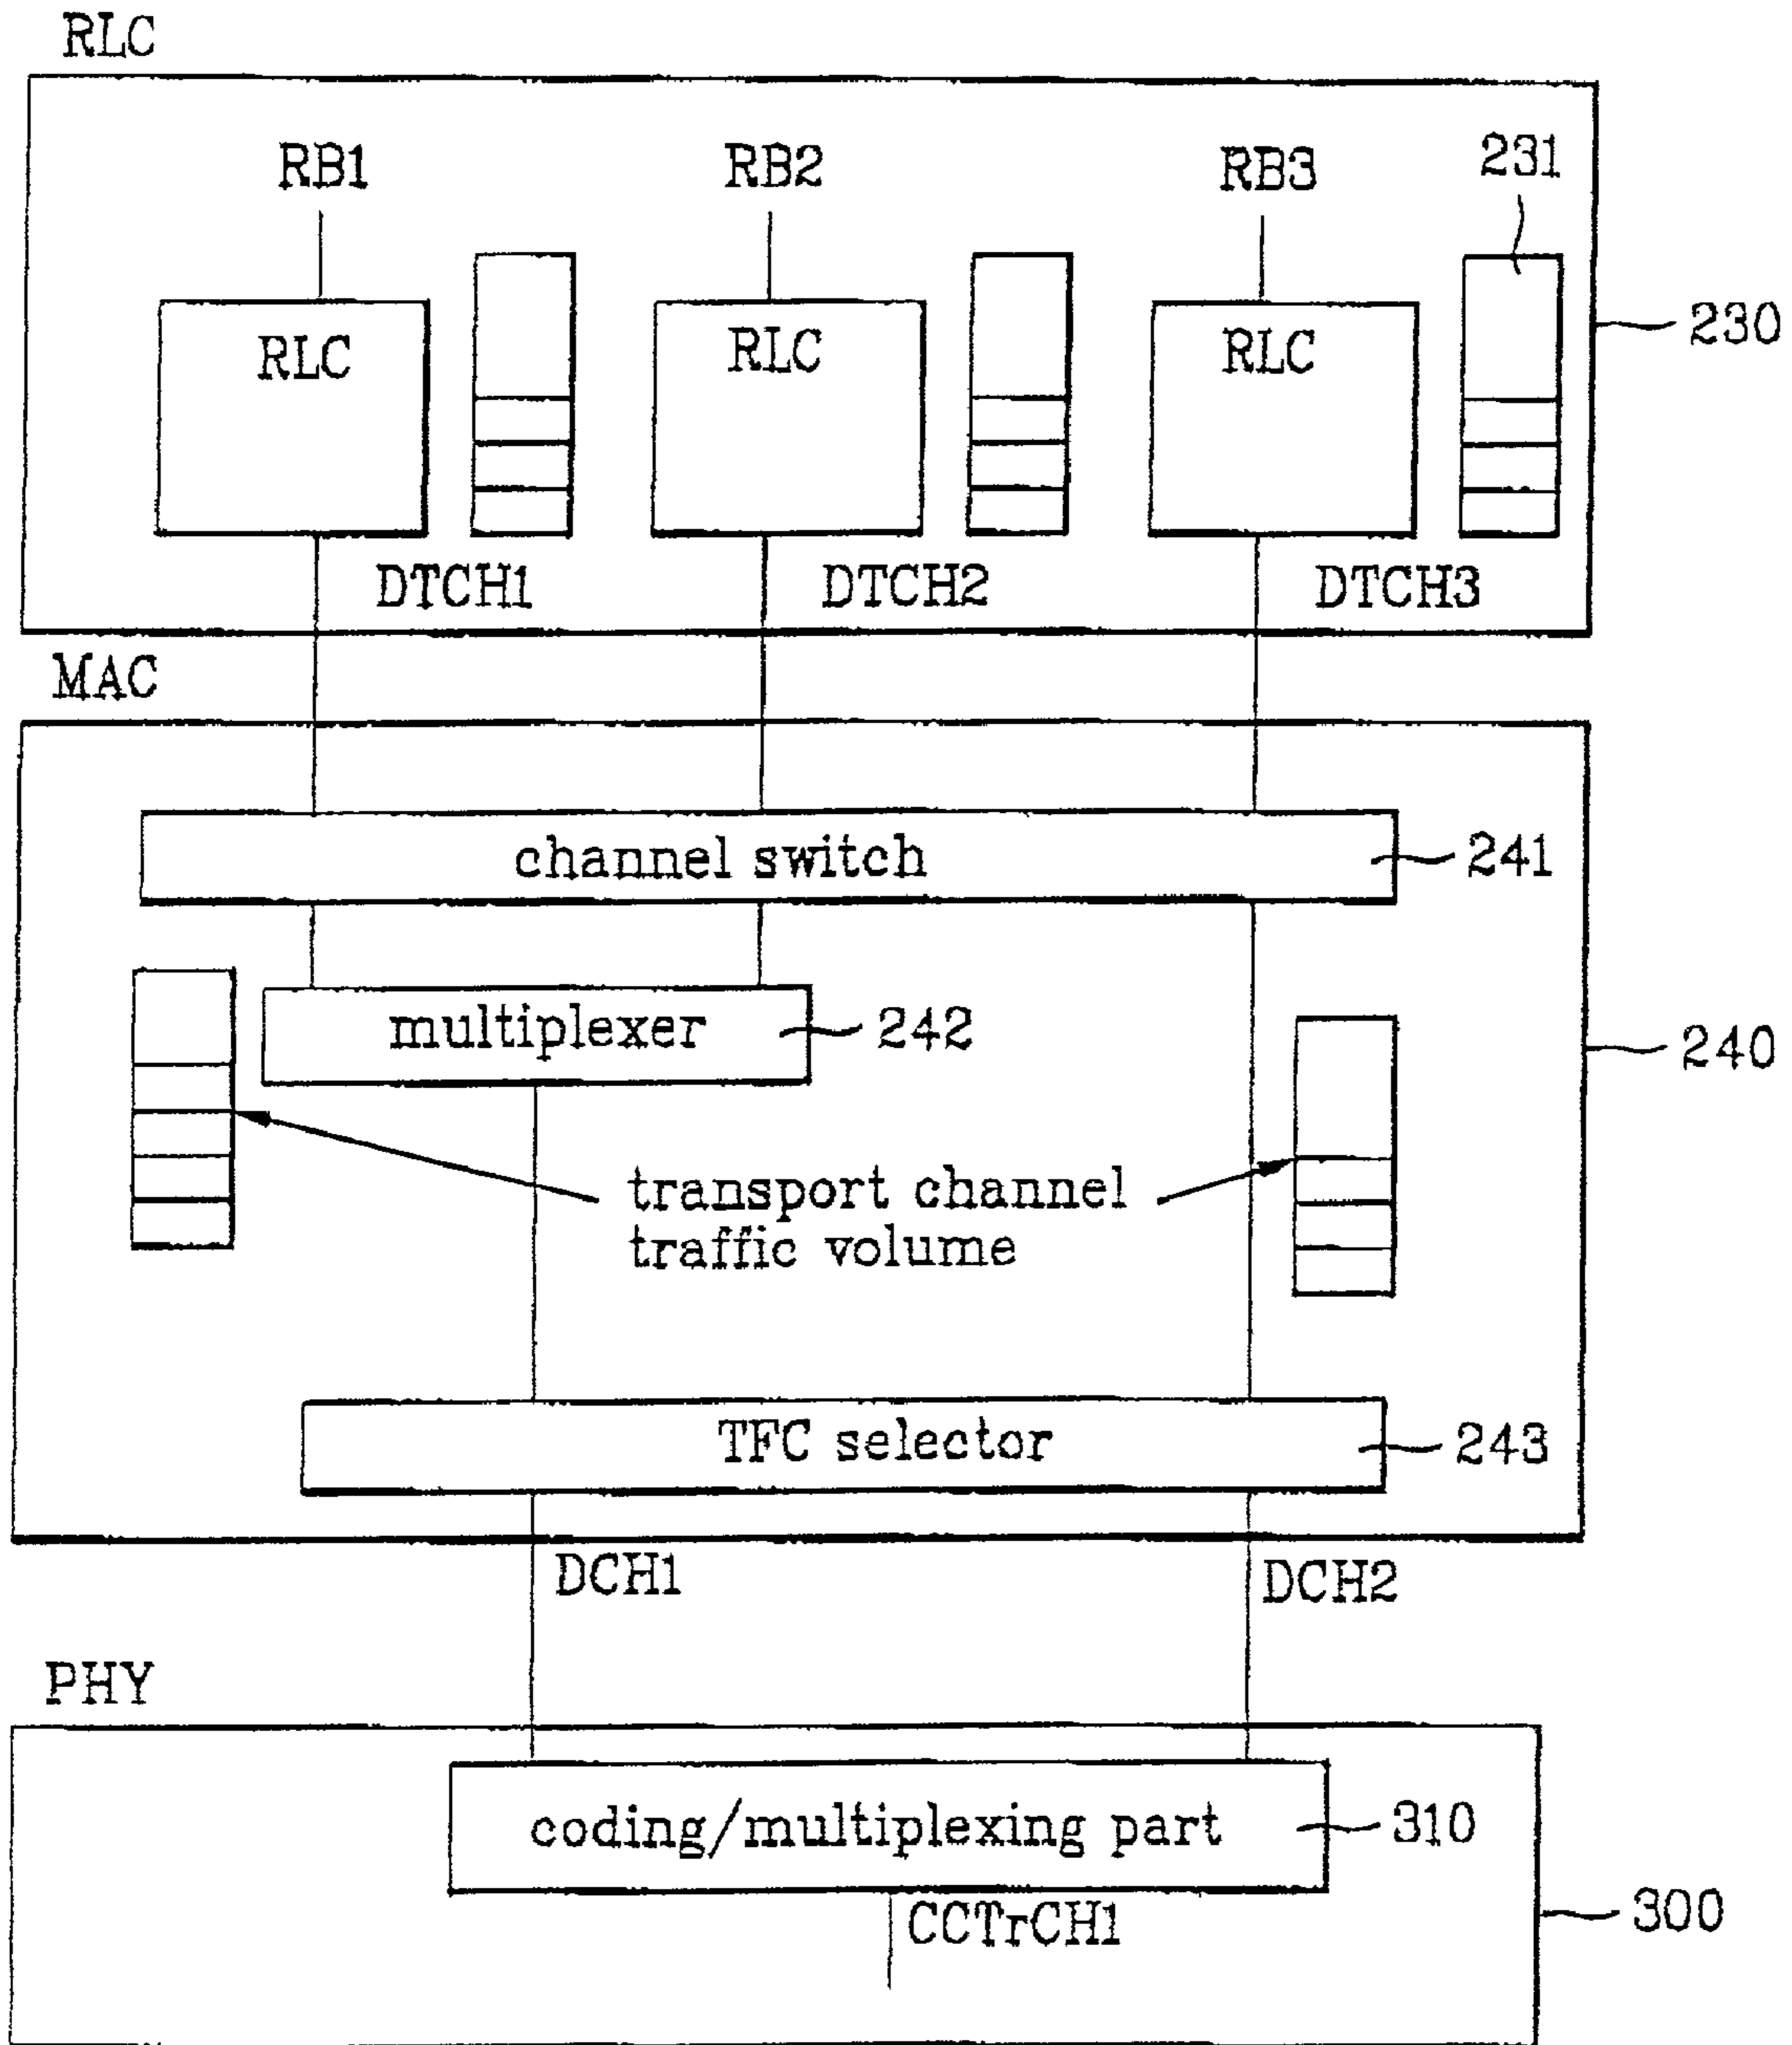 RLC
RB1
RB2
RB3
231
RLC
RLC
RLC
230
DTCH1
DTCH2
DTCH3
MAC
channel switch
241
multiplexer
242
240
transport channel
traffic volume
TFC selector
243
DCH1
DCH2
PHY
coding/multiplexing part
310
CCTrCH1
300